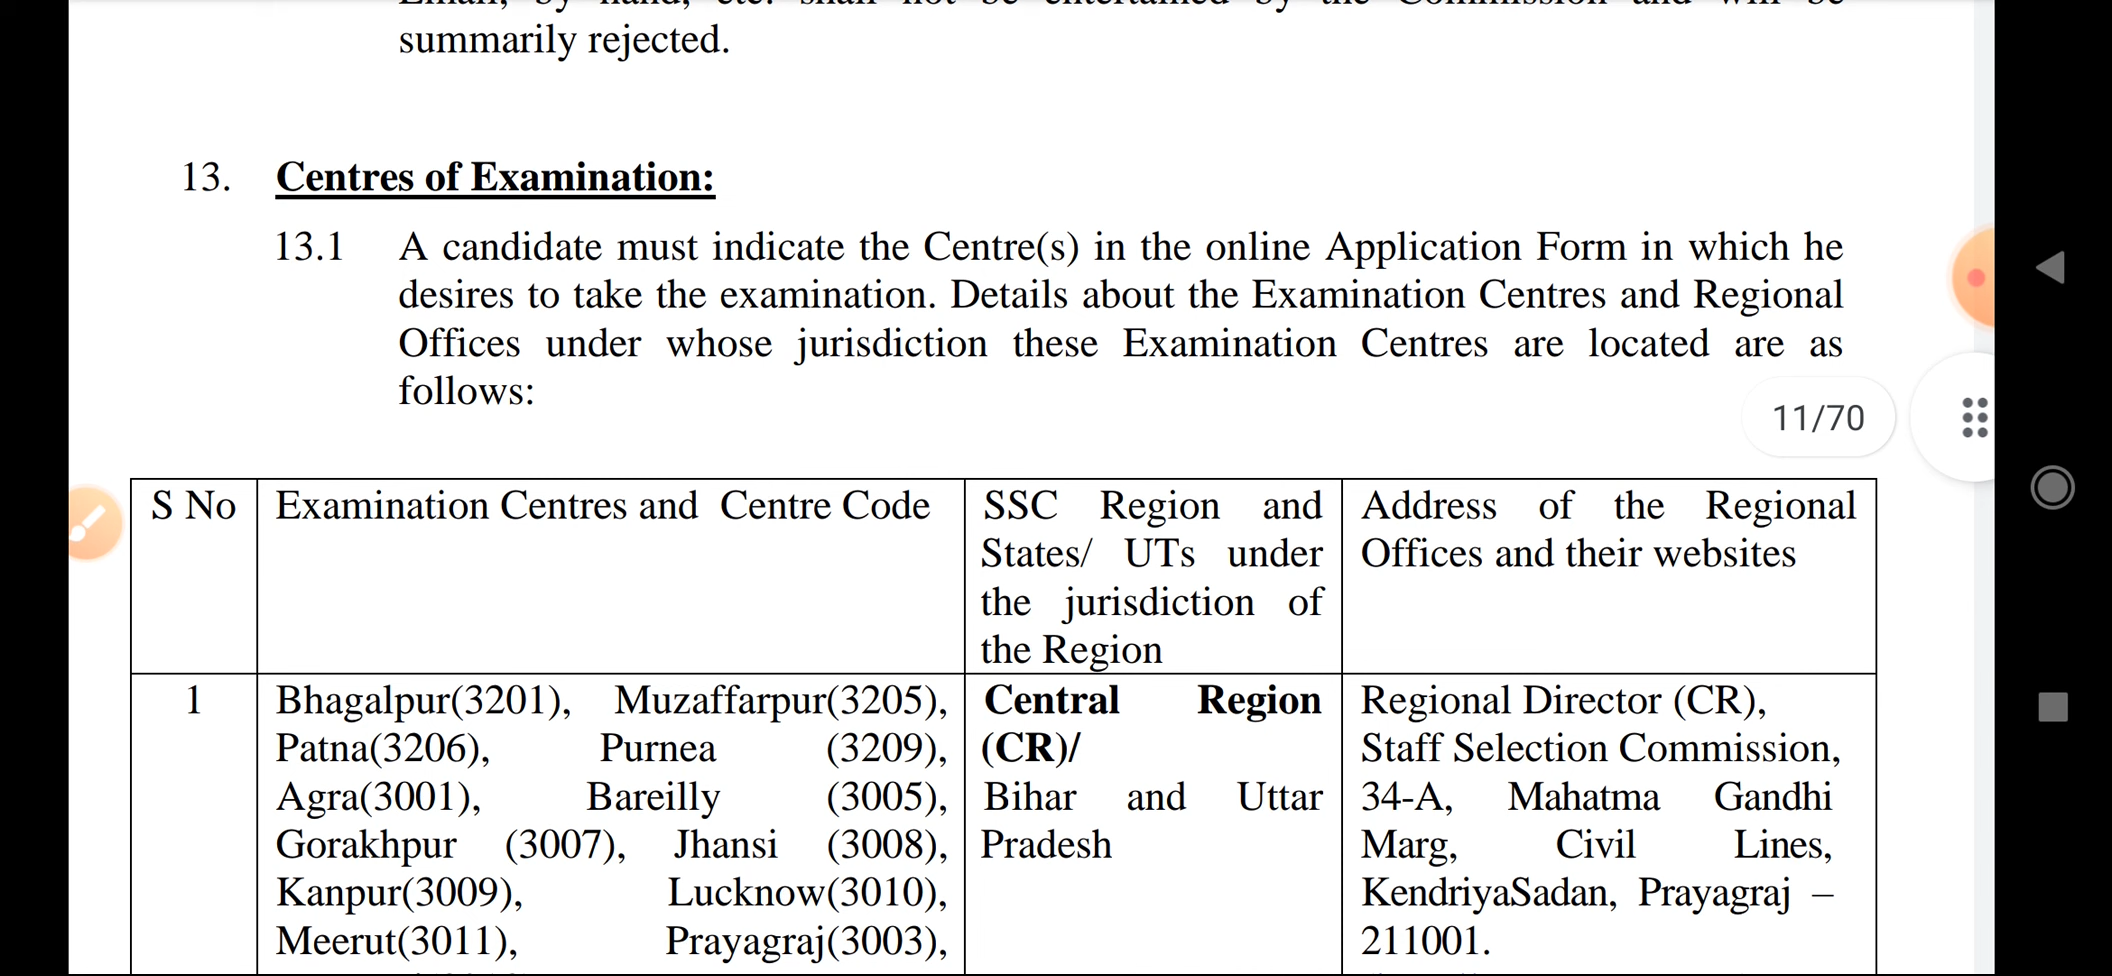 summarily rejected.
13. Centres of Examination:
13.1 A candidate must indicate the Centre(s) in the online Application Form in which he
desires to take the examination. Details about the Examination Centres and Regional
Offices under whose jurisdiction these Examination Centres are located are as
follows:
11/70
S No
Examination Centres and Centre Code
SSC Region and
States/ UTs under
the jurisdiction of
the Region
Address of the Regional
Offices and their websites
1
Bhagalpur(3201), Muzaffarpur(3205),
Patna(3206), Purnea (3209),
Agra(3001), Bareilly (3005),
Gorakhpur (3007), Jhansi (3008),
Kanpur(3009), Lucknow(3010),
Meerut(3011), Prayagraj(3003),
Central Region
(CR)/
Bihar and Uttar
Pradesh
Regional Director (CR),
Staff Selection Commission,
34-A, Mahatma Gandhi
Marg, Civil Lines,
KendriyaSadan, Prayagraj –
211001.